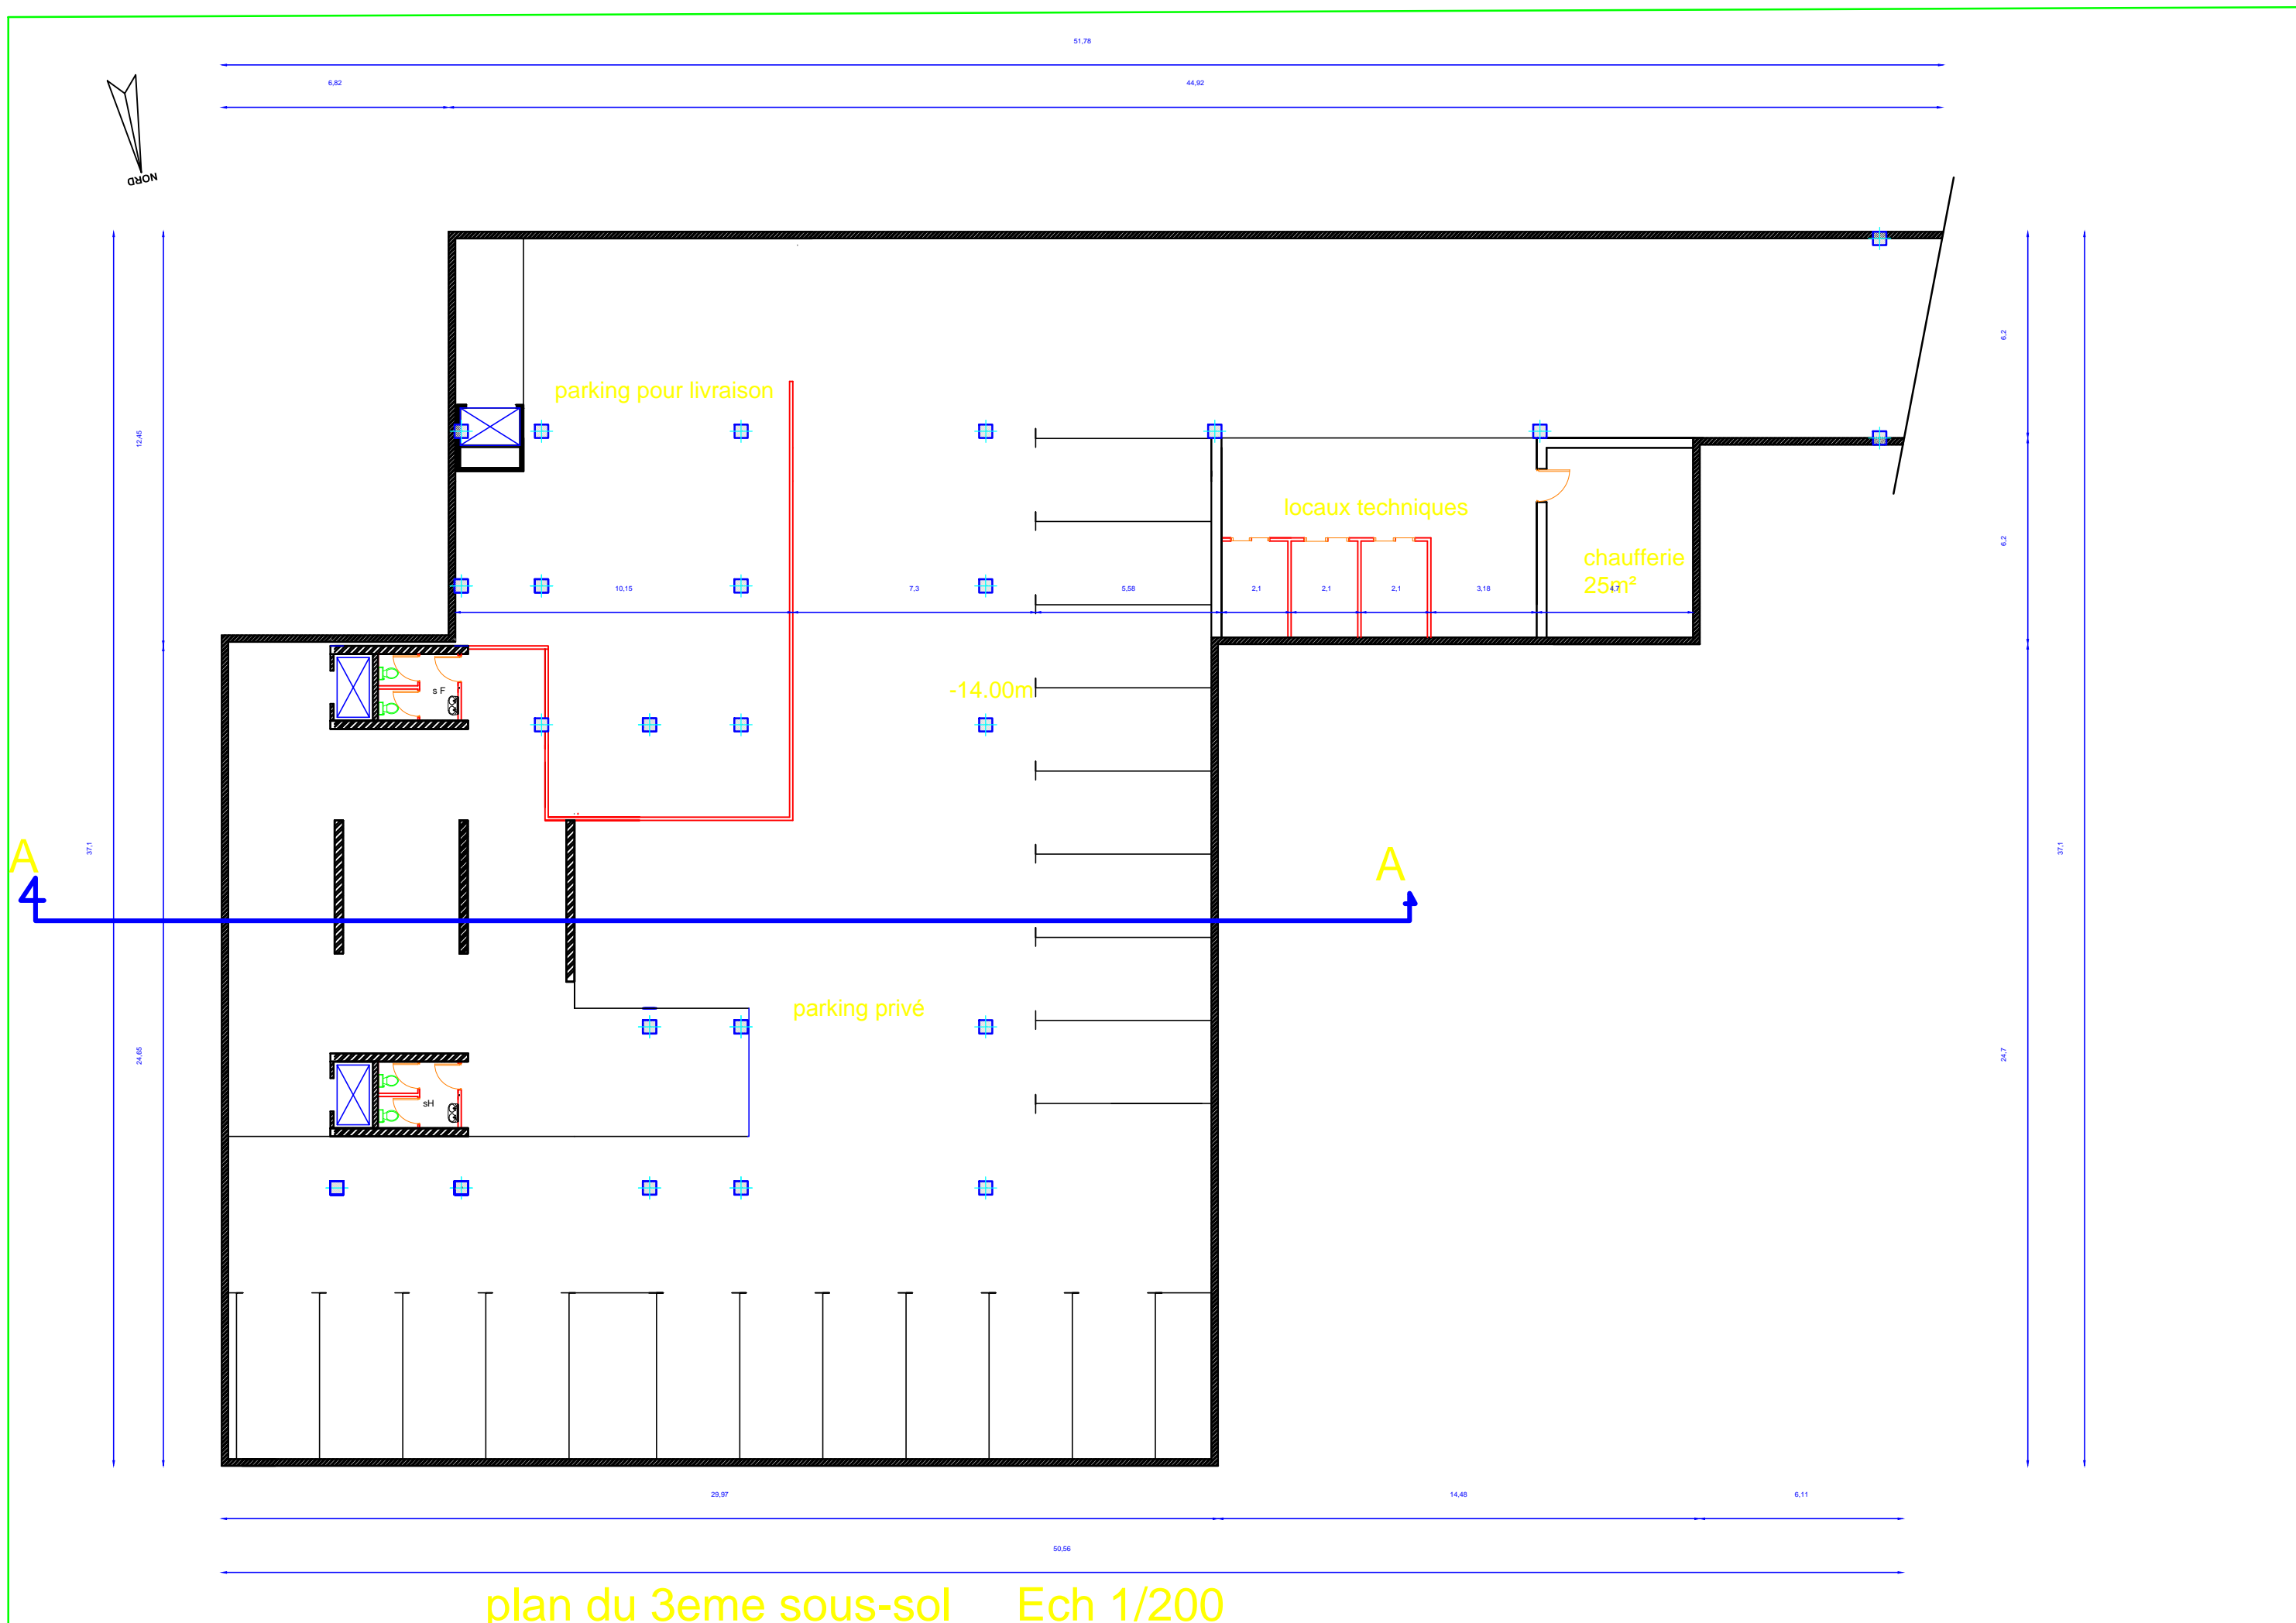 51,78
6,82
44,92
NORD
6,2
parking pour livraison
12,45
locaux techniques
6,2
chaufferie
25m²
10,15
7,3
5,58
2,1
2,1
2,1
3,18
4,7
s F
-14.00m
A
A
37,1
37,1
parking privé
24,65
24,7
sH
29,97
14,48
6,11
50,56
plan du 3eme sous-sol Ech 1/200